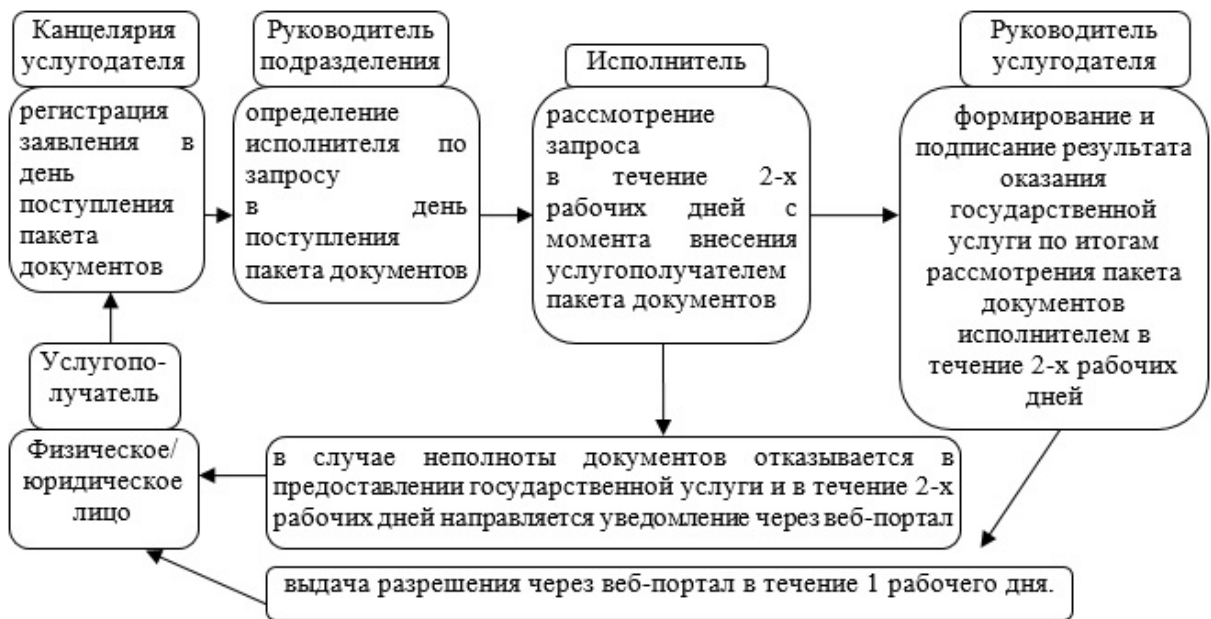 Канцелярия
услугодателя
регистрация
заявления в
день
поступления
пакета
документов
Руководитель
подразделения
определение
исполнителя по
запросу
в день
поступления
пакета документов
Исполнитель
рассмотрение
запроса
в течение 2-х
рабочих дней с
момента внесения
услугополучателем
пакета документов
Руководитель
услугодателя
формирование и
подписание результата
оказания
государственной
услуги по итогам
рассмотрения пакета
документов
исполнителем в
течение 2-х рабочих
дней
Услугопо-
лучатель
Физическое/
юридическое
лицо
в случае неполноты документов отказывается в
предоставлении государственной услуги и в течение 2-х
рабочих дней направляется уведомление через веб-портал
выдача разрешения через веб-портал в течение 1 рабочего дня.